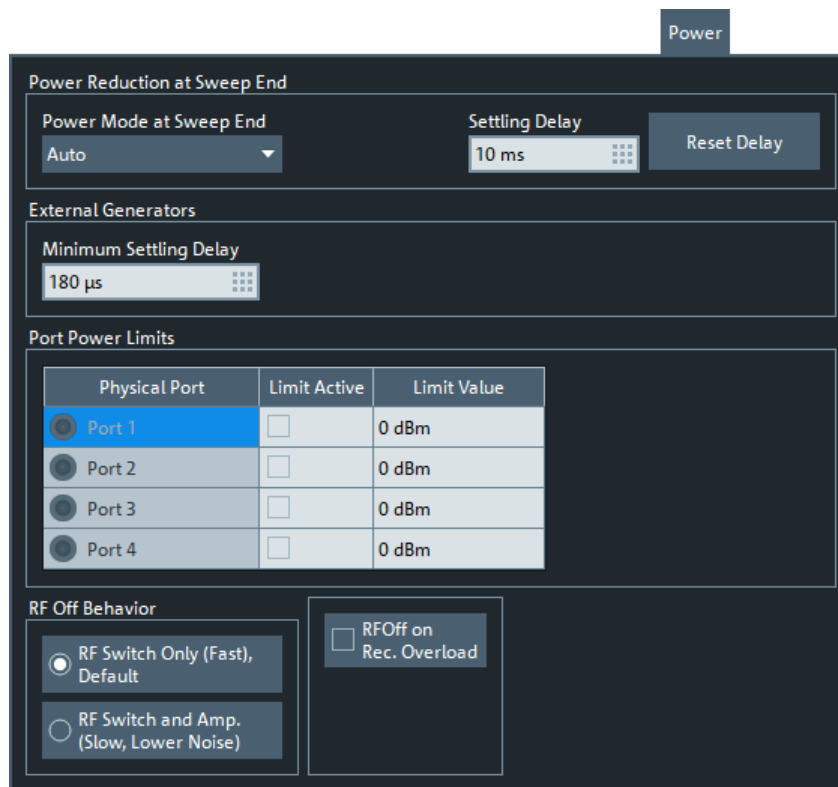 Power
Power Reduction at Sweep End
Power Mode at Sweep End
Settling Delay
Auto
10 ms
Reset Delay
External Generators
Minimum Settling Delay
180 µs
Port Power Limits
Physical Port
Limit Active
Limit Value
Port 1
0 dBm
Port 2
0 dBm
Port 3
0 dBm
Port 4
0 dBm
RF Off Behavior
RF Switch Only (Fast),
Default
RF Switch and Amp.
(Slow, Lower Noise)
RFOff on
Rec. Overload